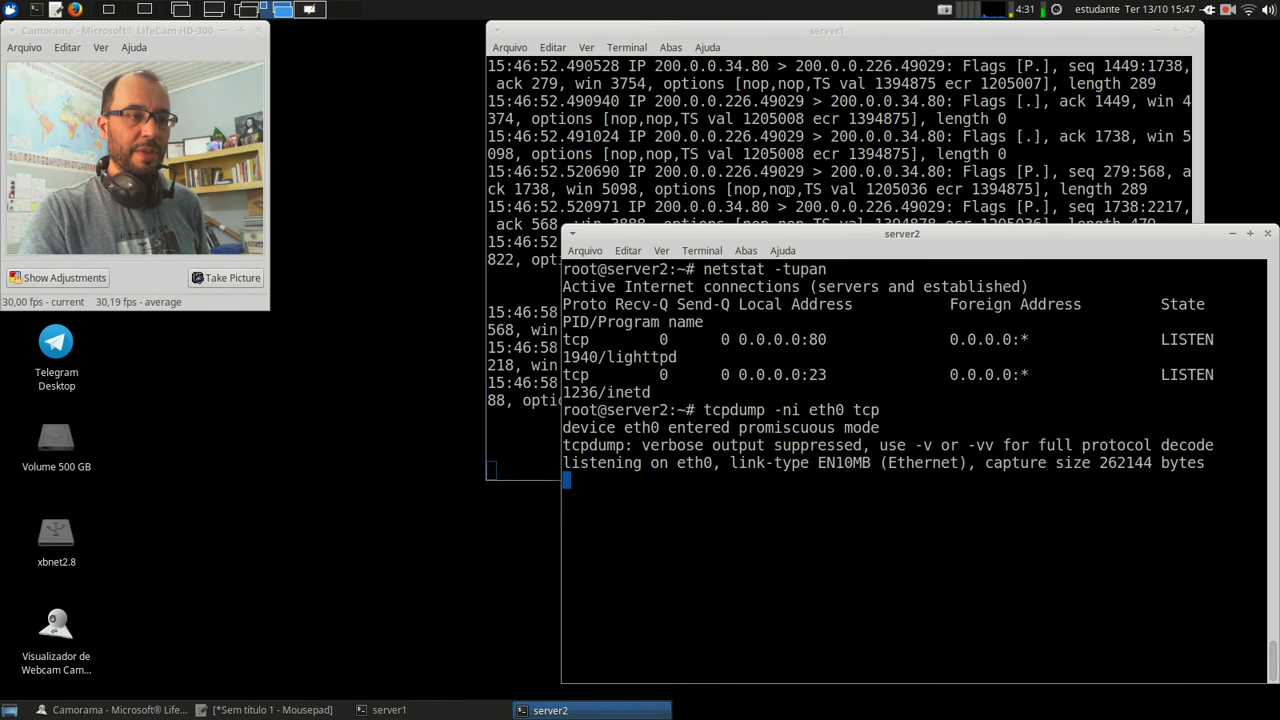 estudante Ter 13/10 15:47
4:31
Camorama - Microsoft® LifeCam HD-300
Arquivo Editar Ver Ajuda
Show Adjustments
Take Picture
30,00 fps - current 30,19 fps - average
Telegram
Desktop
Volume 500 GB
xbnet2.8
Visualizador de
Webcam Cam...
server1
Arquivo Editar Ver Terminal Abas Ajuda
15:46:52.490528 IP 200.0.0.34.80 > 200.0.0.226.49029: Flags [P.], seq 1449:1738,
ack 279, win 3754, options [nop,nop,TS val 1394875 ecr 1205007], length 289
15:46:52.490940 IP 200.0.0.226.49029 > 200.0.0.34.80: Flags [.], ack 1449, win 4
374, options [nop,nop,TS val 1205008 ecr 1394875], length 0
15:46:52.491024 IP 200.0.0.226.49029 > 200.0.0.34.80: Flags [.], ack 1738, win 5
098, options [nop,nop,TS val 1205008 ecr 1394875], length 0
15:46:52.520690 IP 200.0.0.226.49029 > 200.0.0.34.80: Flags [P.], seq 279:568, a
ck 1738, win 5098, options [nop,nop,TS val 1205036 ecr 1394875], length 289
15:46:52.520971 IP 200.0.0.34.80 > 200.0.0.226.49029: Flags [P.], seq 1738:2217,
ack 568
15:46:52
822, opti
15:46:58
568, win
15:46:58
218, win
15:46:58
88, optio
server2
Arquivo Editar Ver Terminal Abas Ajuda
root@server2:~# netstat -tupan
Active Internet connections (servers and established)
Proto Recv-Q Send-Q Local Address Foreign Address State
PID/Program name
tcp 0 0 0.0.0.0:80 0.0.0.0:* LISTEN
1940/lighttpd
tcp 0 0 0.0.0.0:23 0.0.0.0:* LISTEN
1236/inetd
root@server2:~# tcpdump -ni eth0 tcp
device eth0 entered promiscuous mode
tcpdump: verbose output suppressed, use -v or -vv for full protocol decode
listening on eth0, link-type EN10MB (Ethernet), capture size 262144 bytes
Camorama - Microsoft® LifeC...
[*Sem título 1 - Mousepad]
server1
server2